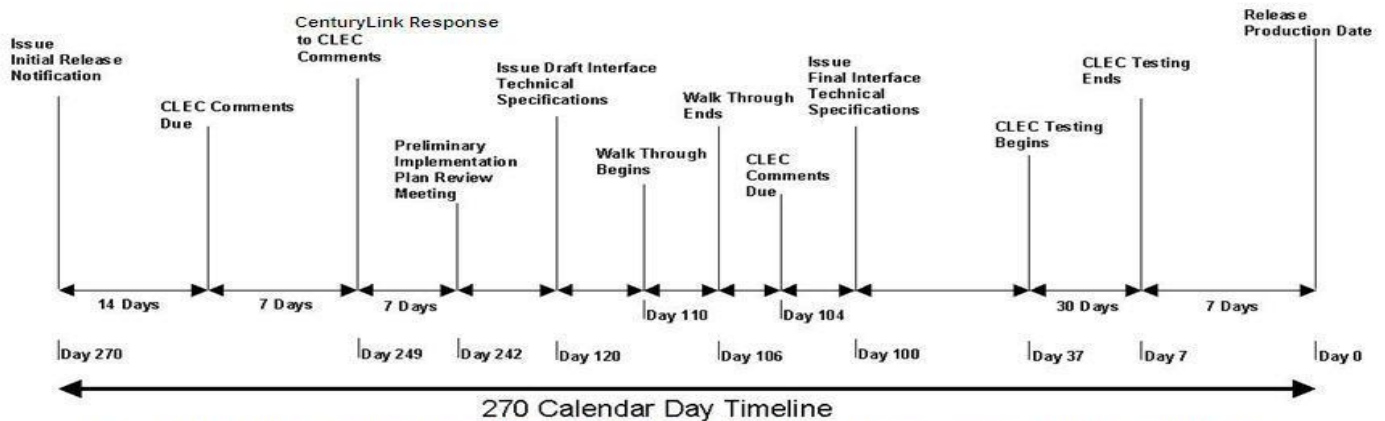 Issue
Initial Release
Notification
CLEC Comments
Due
CenturyLink Response
to CLEC
Comments
Preliminary
Implementation
Plan Review
Meeting
Issue Draft Interface
Technical
Specifications
Walk Through
Begins
Walk Through
Ends
CLEC
Comments
Due
Issue
Final Interface
Technical
Specifications
CLEC Testing
Begins
CLEC Testing
Ends
Release
Production Date
14 Days
7 Days
7 Days
30 Days
7 Days
Day 110
Day 104
Day 270
Day 249
Day 242
Day 120
Day 106
Day 100
Day 37
Day 7
Day 0
270 Calendar Day Timeline